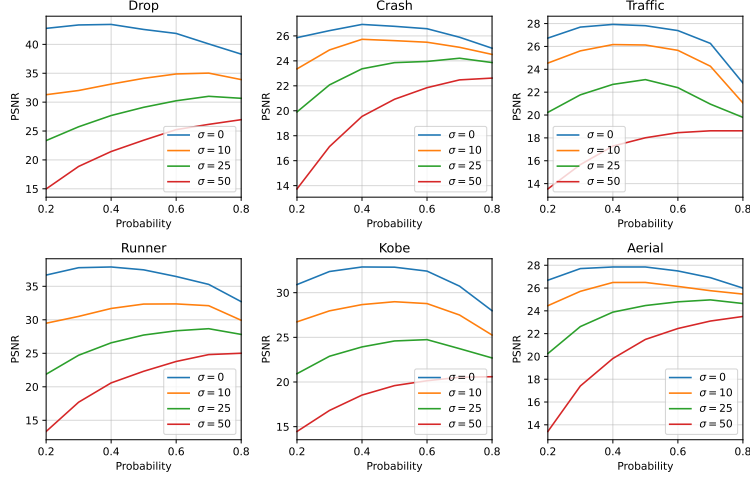 Drop
PSNR
40
35
30
25
20
15
0.2 0.4 0.6 0.8
Probability
σ = 0
σ = 10
σ = 25
σ = 50
Crash
PSNR
26
24
22
20
18
16
14
0.2 0.4 0.6 0.8
Probability
σ = 0
σ = 10
σ = 25
σ = 50
Traffic
PSNR
28
26
24
22
20
18
16
14
0.2 0.4 0.6 0.8
Probability
σ = 0
σ = 10
σ = 25
σ = 50
Runner
PSNR
35
30
25
20
15
0.2 0.4 0.6 0.8
Probability
σ = 0
σ = 10
σ = 25
σ = 50
Kobe
PSNR
30
25
20
15
0.2 0.4 0.6 0.8
Probability
σ = 0
σ = 10
σ = 25
σ = 50
Aerial
PSNR
28
26
24
22
20
18
16
14
0.2 0.4 0.6 0.8
Probability
σ = 0
σ = 10
σ = 25
σ = 50